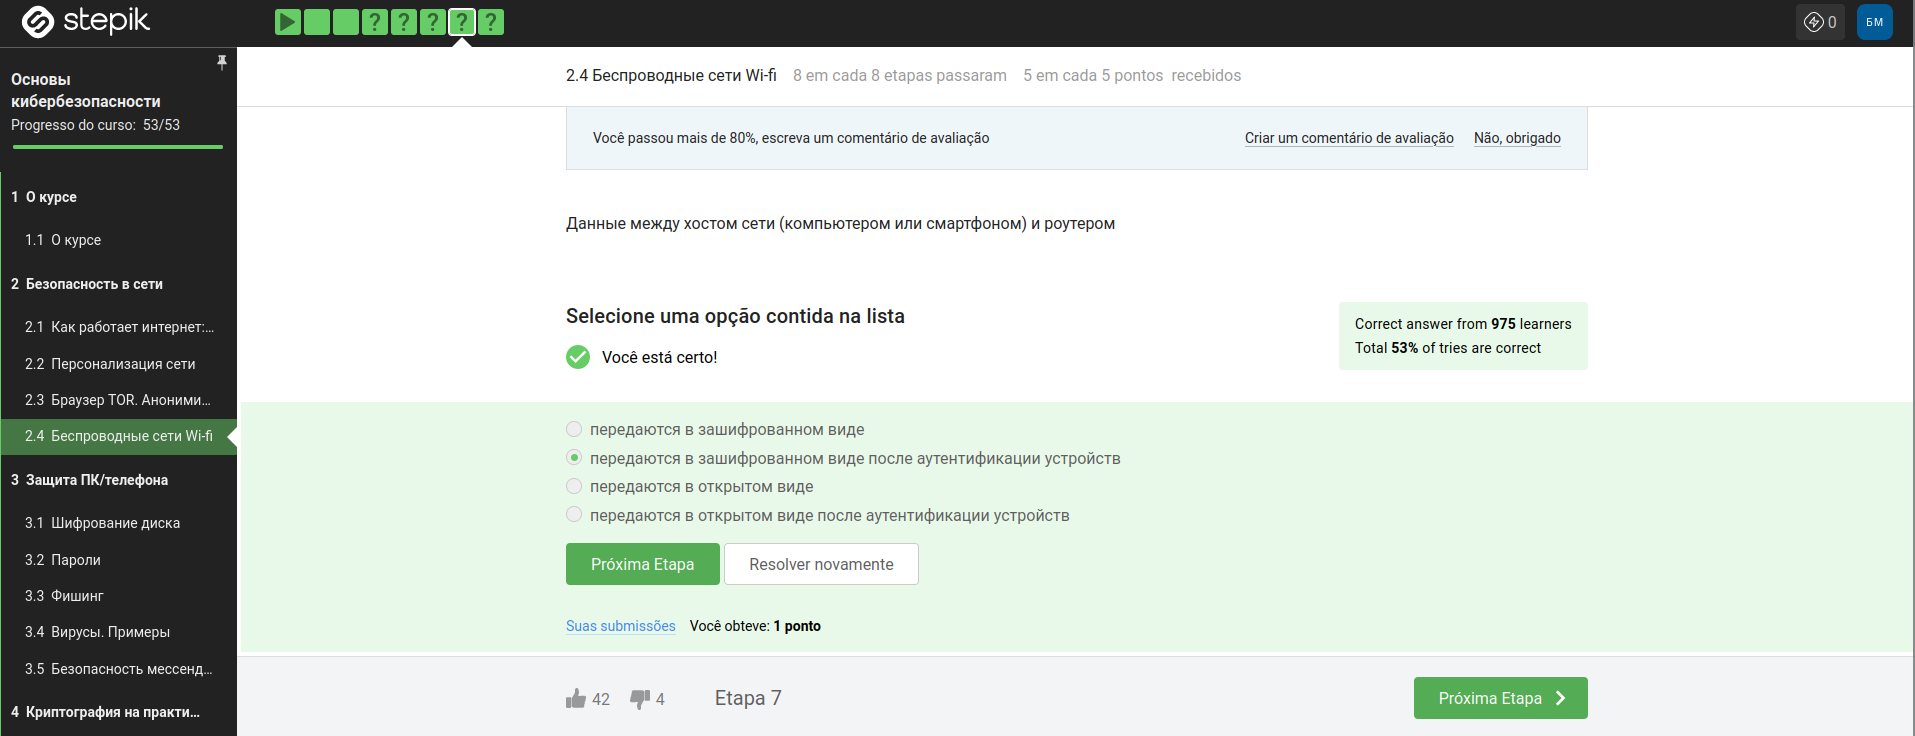 stepik
? ? ? ? ?
0
БМ
Основы
кибербезопасности
Progresso do curso: 53/53
1 О курсе
1.1 О курсе
2 Безопасность в сети
2.1 Как работает интернет:...
2.2 Персонализация сети
2.3 Браузер TOR. Аноними...
2.4 Беспроводные сети Wi-fi
3 Защита ПК/телефона
3.1 Шифрование диска
3.2 Пароли
3.3 Фишинг
3.4 Вирусы. Примеры
3.5 Безопасность мессенд...
4 Криптография на практи...
2.4 Беспроводные сети Wi-fi 8 em cada 8 etapas passaram 5 em cada 5 pontos recebidos
Você passou mais de 80%, escreva um comentário de avaliação Criar um comentário de avaliação Não, obrigado
Данные между хостом сети (компьютером или смартфоном) и роутером
Selecione uma opção contida na lista
Você está certo!
Correct answer from 975 learners
Total 53% of tries are correct
передаются в зашифрованном виде
передаются в зашифрованном виде после аутентификации устройств
передаются в открытом виде
передаются в открытом виде после аутентификации устройств
Próxima Etapa Resolver novamente
Suas submissões Você obteve: 1 ponto
42 4 Etapa 7 Próxima Etapa